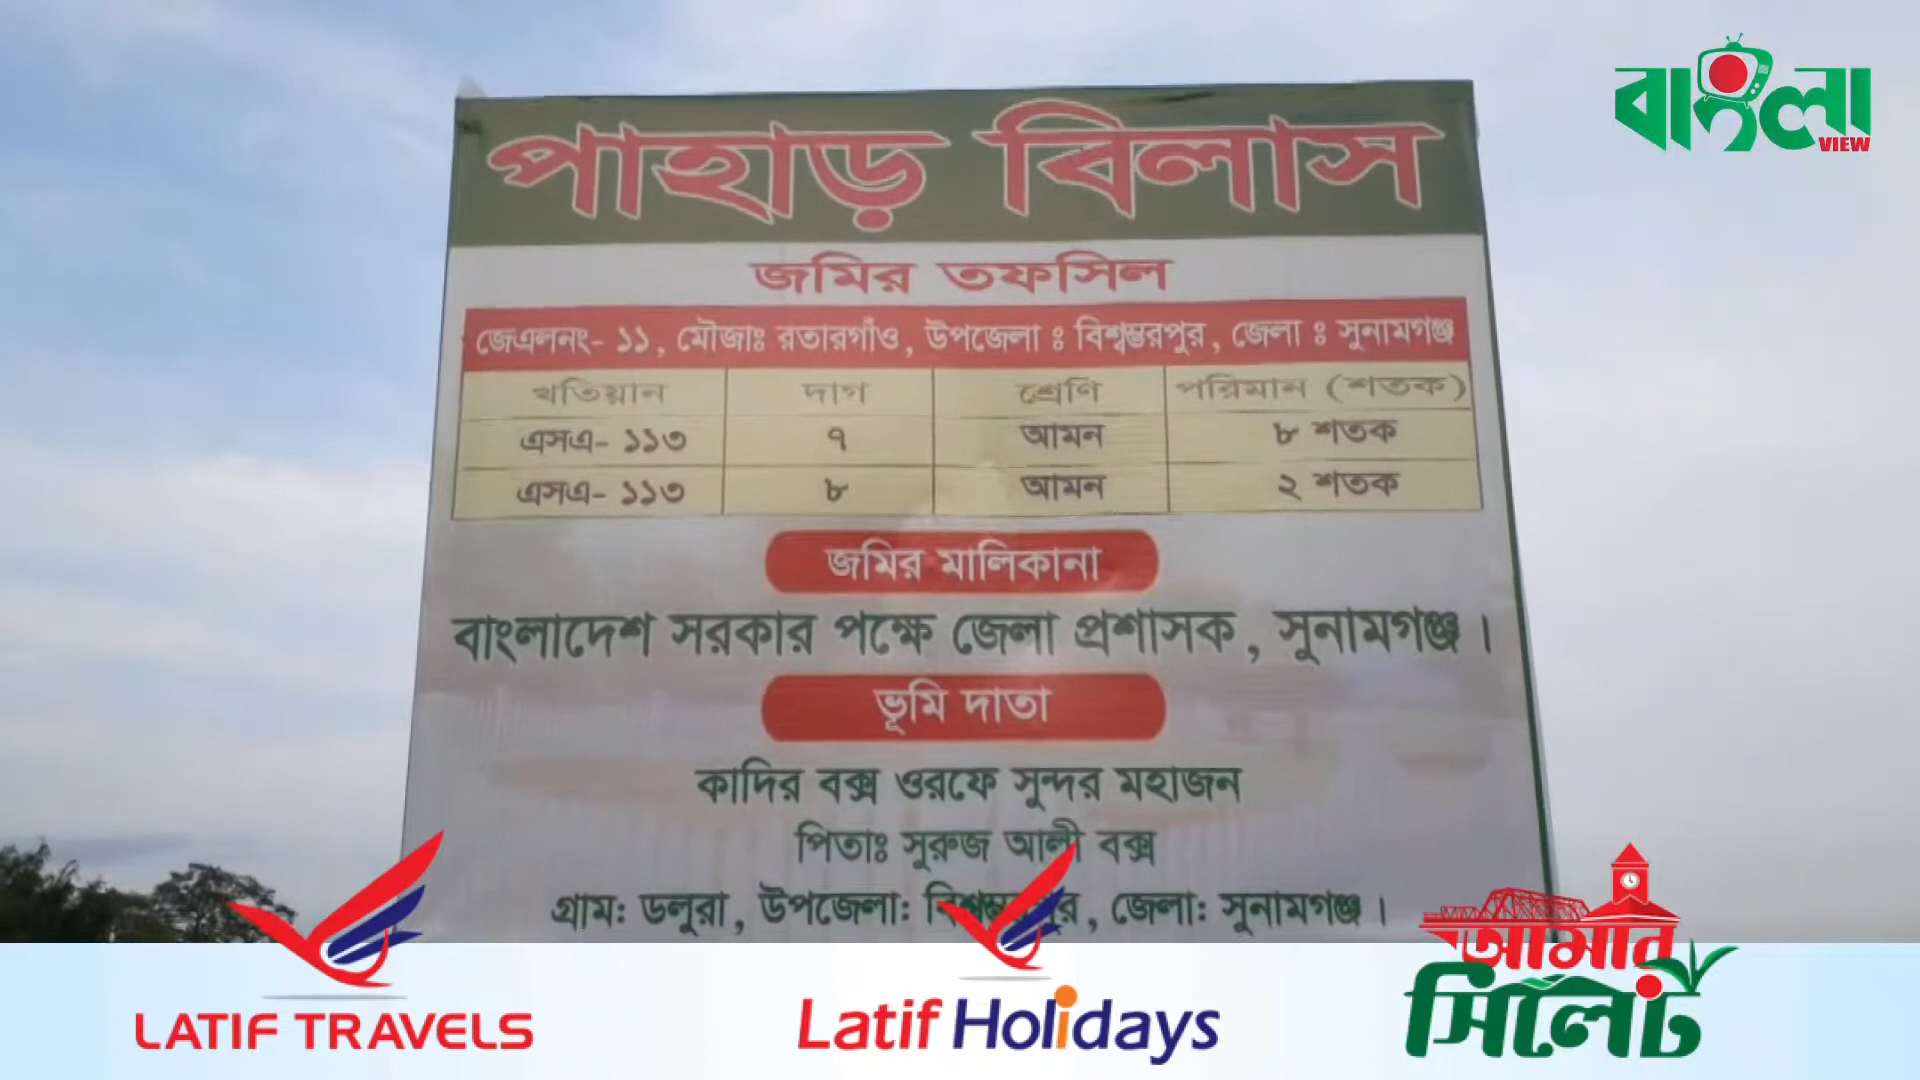 বাংলা
VIEW
পাহাড় বিলাস
জমির তফসিল
জেএলনং- ১১, মৌজাঃ রতারগাঁও, উপজেলা : বিশ্বম্ভরপুর, জেলা : সুনামগঞ্জ
খতিয়ান দাগ শ্রেণি পরিমান (শতক)
এসএ- ১১৩ ৭ আমন ৮ শতক
এসএ- ১১৩ ৮ আমন ২ শতক
জমির মালিকানা
বাংলাদেশ সরকার পক্ষে জেলা প্রশাসক, সুনামগঞ্জ।
ভূমি দাতা
কাদির বক্স ওরফে সুন্দর মহাজন
পিতাঃ সুরুজ আলী বক্স
গ্রাম: ডলুরা, উপজেলা: বিশ্বম্ভরপুর, জেলা: সুনামগঞ্জ।
LATIF TRAVELS
Latif Holidays
আমার
সিলেট